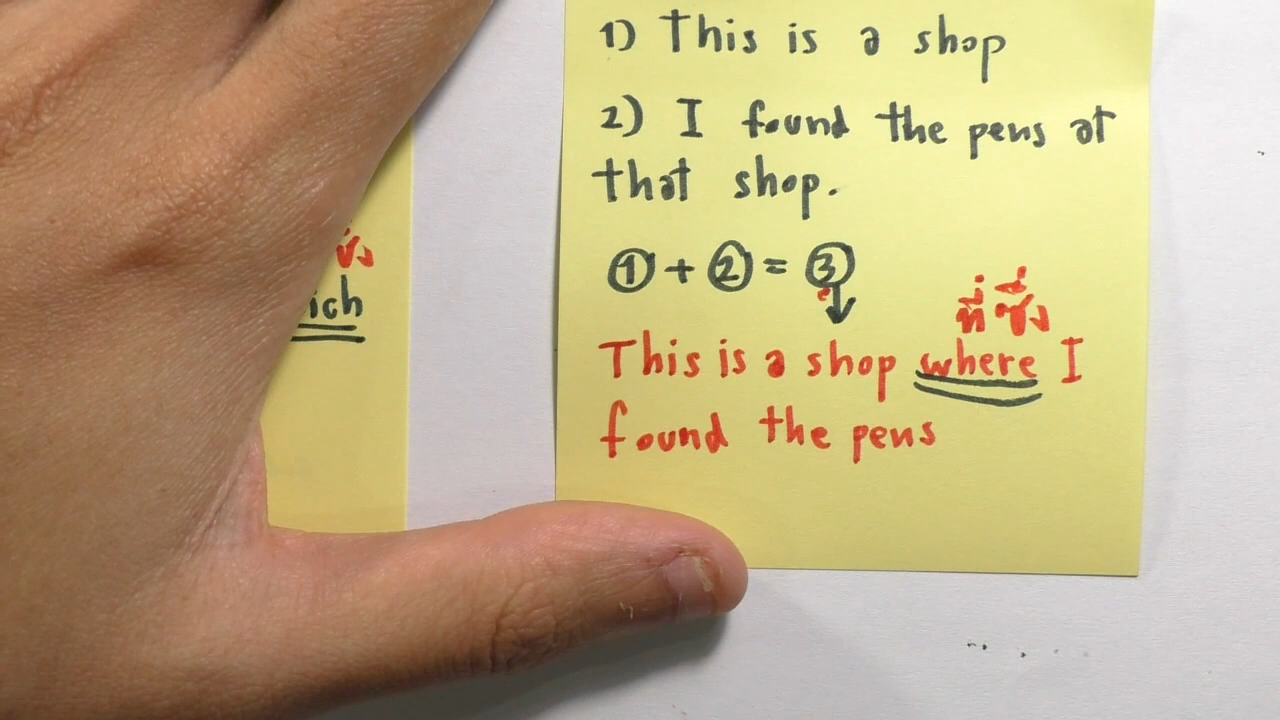 1) This is a shop
2) I found the pens at
that shop.
① + ② = ③
ที่ ซึ่ง
This is a shop where I
found the pens